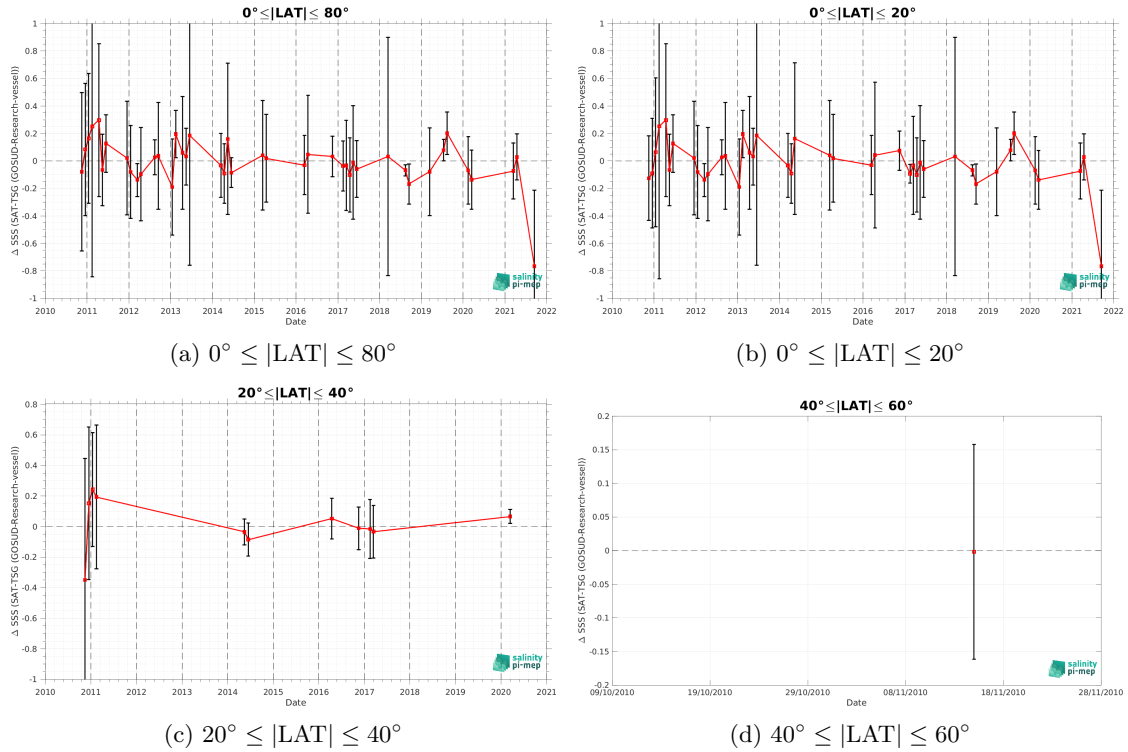 0°≤|LAT|≤ 80°
1
0.8
0.6
0.4
0.2
0
-0.2
-0.4
-0.6
-0.8
-1
Δ SSS (SAT-TSG (GOSUD-Research-vessel))
2010 2011 2012 2013 2014 2015 2016 2017 2018 2019 2020 2021 2022
Date
salinity
pi-mep
(a) 0° ≤ |LAT| ≤ 80°
0°≤|LAT|≤ 20°
1
0.8
0.6
0.4
0.2
0
-0.2
-0.4
-0.6
-0.8
-1
Δ SSS (SAT-TSG (GOSUD-Research-vessel))
2010 2011 2012 2013 2014 2015 2016 2017 2018 2019 2020 2021 2022
Date
salinity
pi-mep
(b) 0° ≤ |LAT| ≤ 20°
20°≤|LAT|≤ 40°
0.8
0.6
0.4
0.2
0
-0.2
-0.4
-0.6
-0.8
-1
Δ SSS (SAT-TSG (GOSUD-Research-vessel))
2010 2011 2012 2013 2014 2015 2016 2017 2018 2019 2020 2021
Date
salinity
pi-mep
(c) 20° ≤ |LAT| ≤ 40°
40°≤|LAT|≤ 60°
0.2
0.15
0.1
0.05
0
-0.05
-0.1
-0.15
-0.2
Δ SSS (SAT-TSG (GOSUD-Research-vessel))
09/10/2010 19/10/2010 29/10/2010 08/11/2010 18/11/2010 28/11/2010
Date
salinity
pi-mep
(d) 40° ≤ |LAT| ≤ 60°